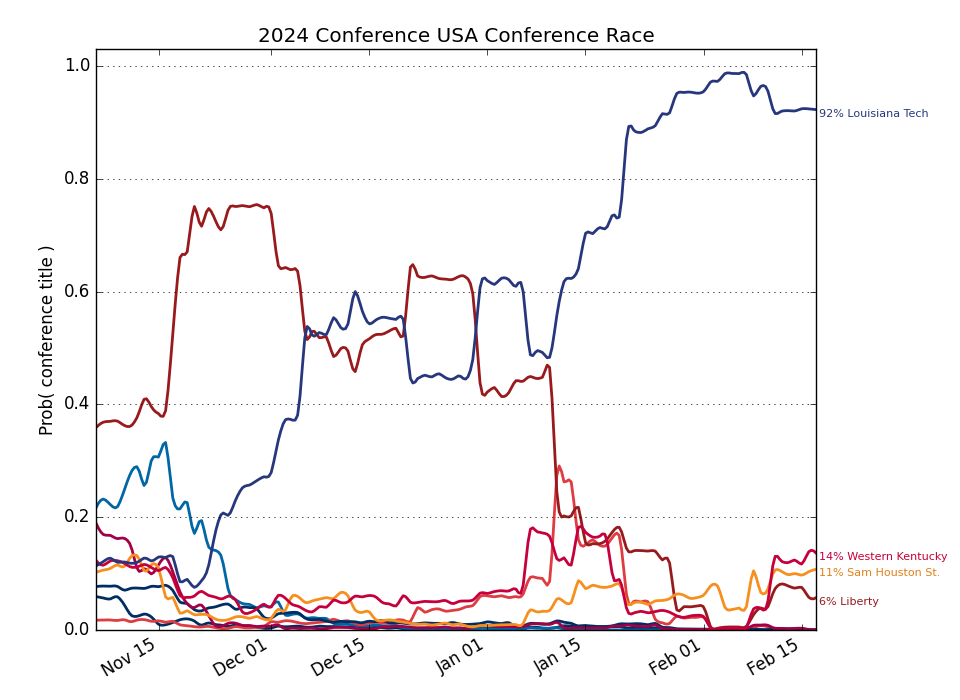 2024 Conference USA Conference Race
Prob( conference title )
1.0
0.8
0.6
0.4
0.2
0.0
92% Louisiana Tech
14% Western Kentucky
11% Sam Houston St.
6% Liberty
Nov 15
Dec 01
Dec 15
Jan 01
Jan 15
Feb 01
Feb 15